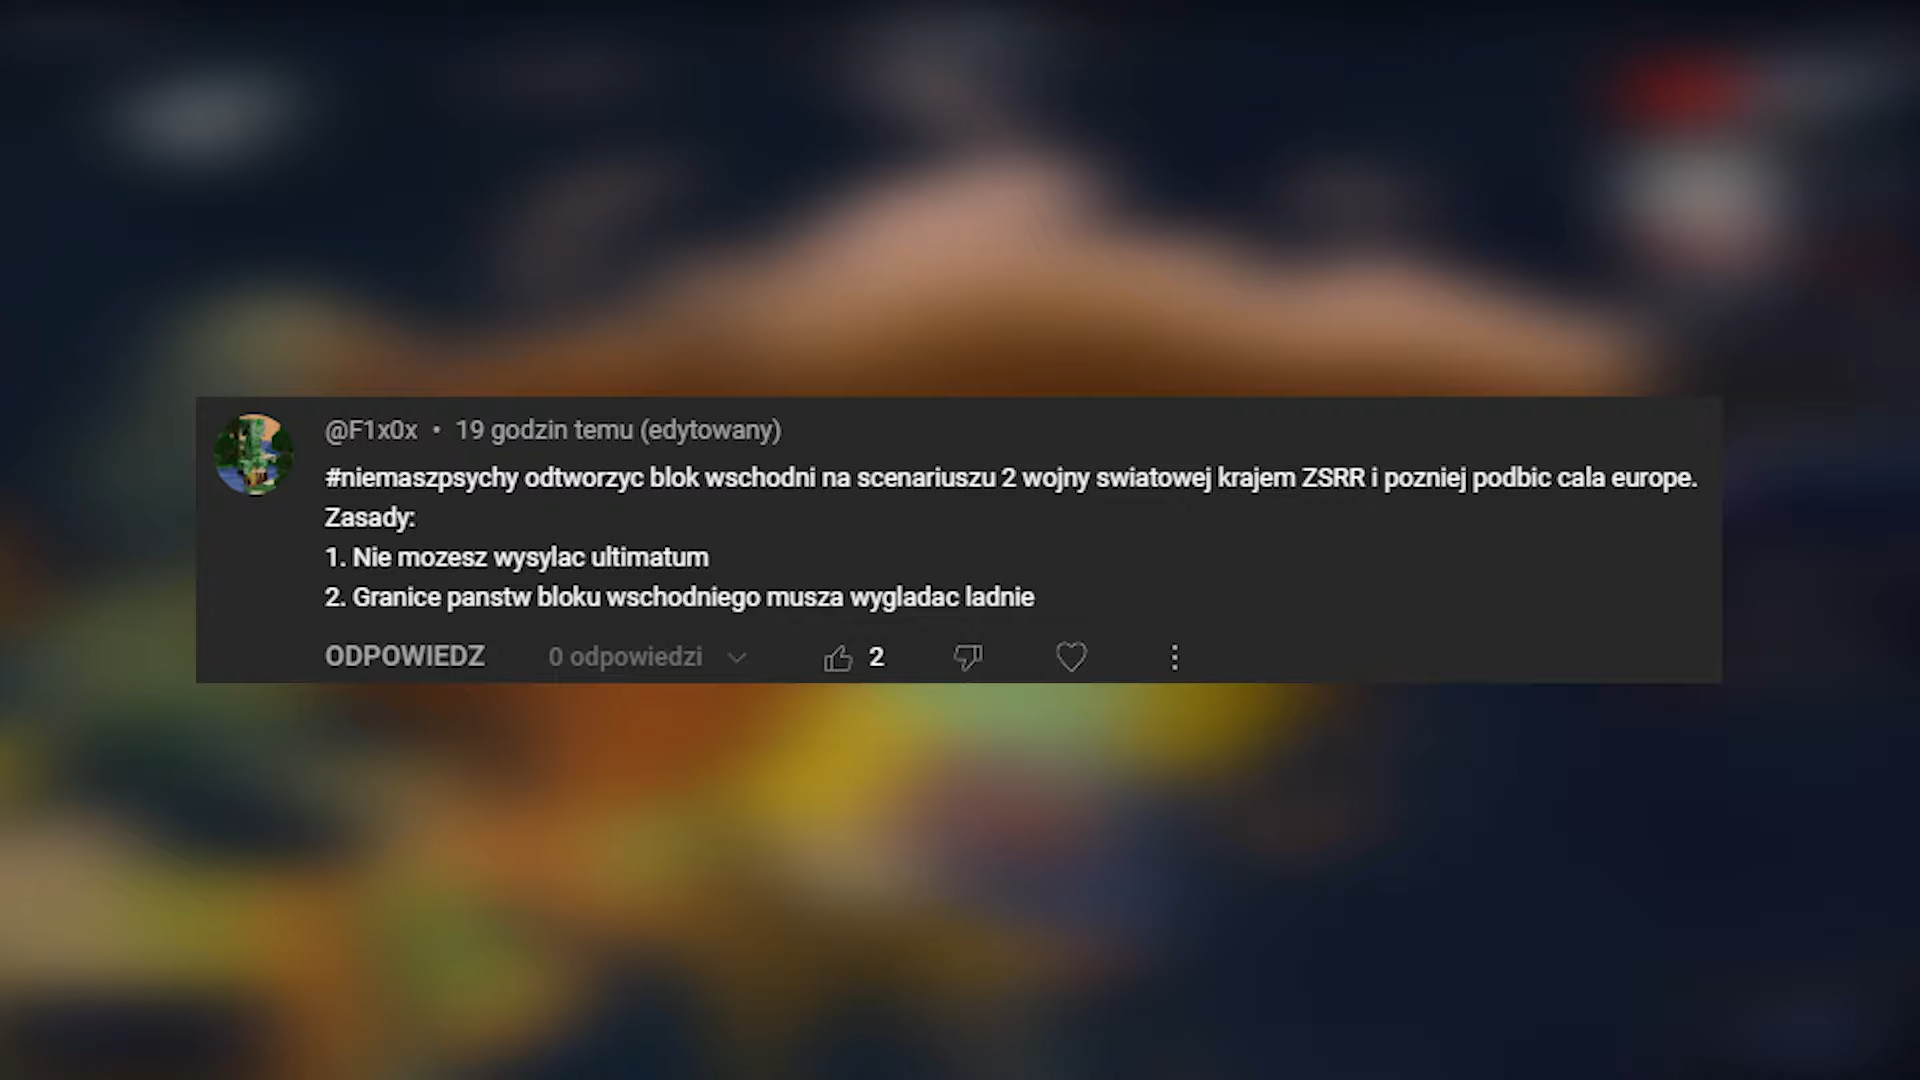 @F1x0x • 19 godzin temu (edytowany)
#niemaszpsychy odtworzyc blok wschodni na scenariuszu 2 wojny swiatowej krajem ZSRR i pozniej podbic cala europe.
Zasady:
1. Nie mozesz wysylac ultimatum
2. Granice panstw bloku wschodniego musza wygladac ladnie
ODPOWIEDZ 0 odpowiedzi 2